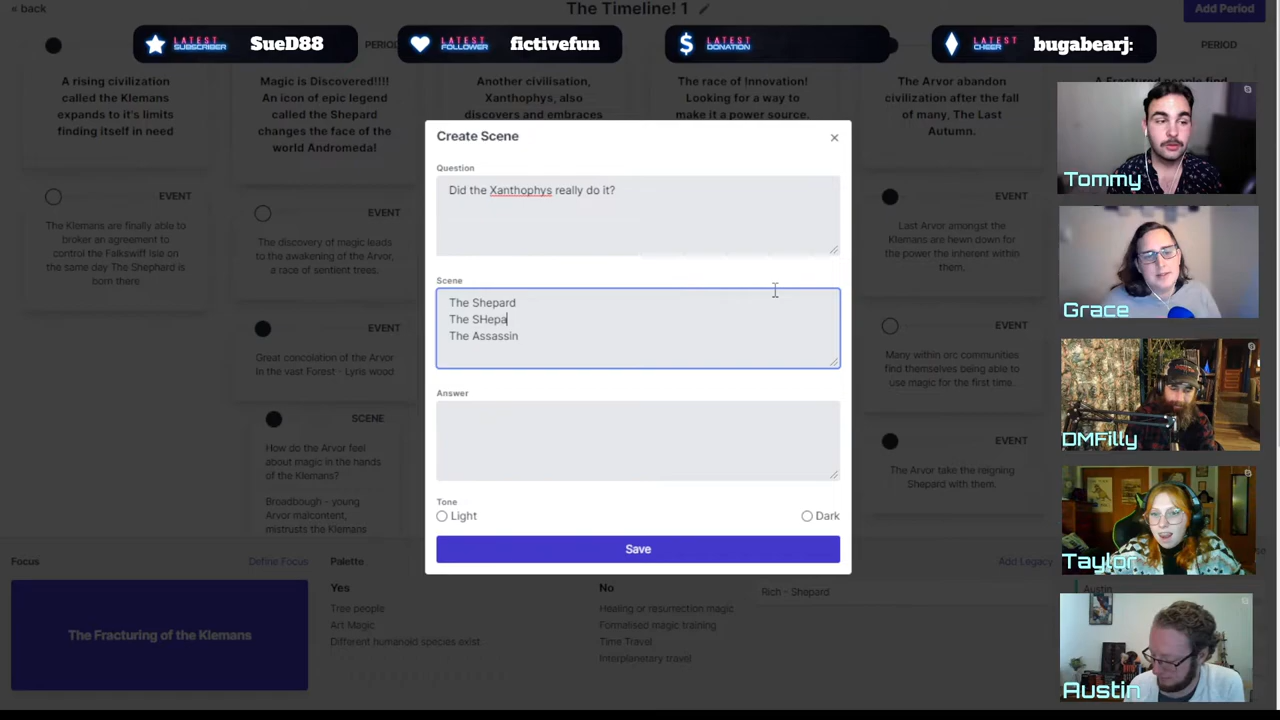 « back
The Timeline! 1
Add Period
LATEST
SUBSCRIBER
SueD88
LATEST
FOLLOWER
fictivefun
LATEST
DONATION
LATEST
CHEER
bugabearj:
PERIOD
PERIOD
A rising civilization
called the Klemans
expands to it's limits
finding itself in need
Magic is Discovered!!!!
An icon of epic legend
called the Shepard
changes the face of the
world Andromeda!
Another civilisation,
Xanthophys, also
discovers and embraces
The race of Innovation!
Looking for a way to
make it a power source.
The Arvor abandon
civilization after the fall
of many, The Last
Autumn.
A Fractured people find
EVENT
The Klemans are finally able to
broker an agreement to
control the Falkswiff Isle on
the same day The Shephard is
born there
EVENT
The discovery of magic leads
to the awakening of the Arvor,
a race of sentient trees.
EVENT
Great concolation of the Arvor
In the vast Forest - Lyris wood
SCENE
How do the Arvor feel
about magic in the hands
of the Klemans?
Broadbough - young
Arvor malcontent,
mistrusts the Klemans
Create Scene
×
Question
Did the Xanthophys really do it?
Scene
The Shepard
The SHepa
The Assassin
Answer
Tone
Light
Dark
Save
EVENT
Last Arvor amongst the
Klemans are hewn down for
the power the inherent within
them.
EVENT
Many within orc communities
find themselves being able to
use magic for the first time.
EVENT
The Arvor take the reigning
Shepard with them.
Tommy
Grace
DMFilly
Taylor
Austin
Focus
Define Focus
The Fracturing of the Klemans
Palette
Yes
Tree people
Art Magic
Different humanoid species exist.
No
Healing or resurrection magic
Formalised magic training
Time Travel
Interplanetary travel
Add Legacy
Rich - Shepard
Austin